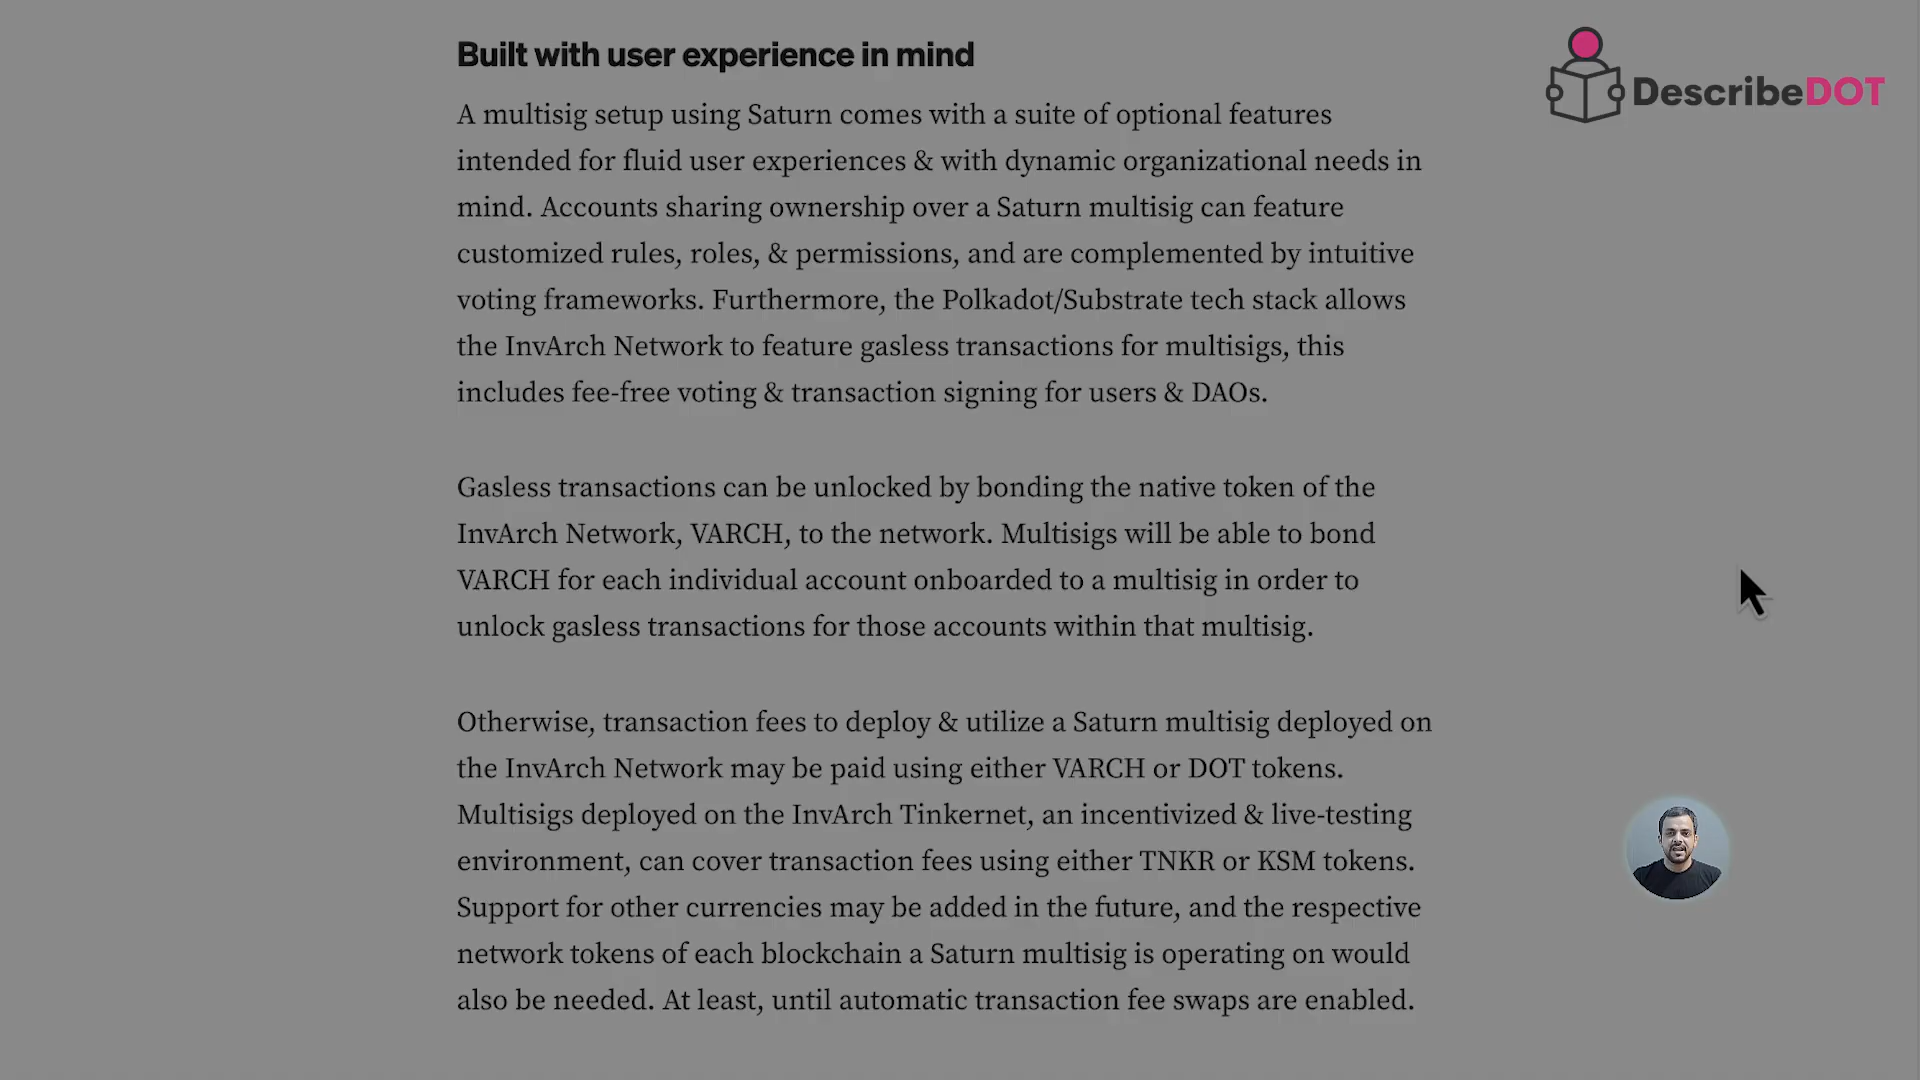 Built with user experience in mind
DescribeDOT
A multisig setup using Saturn comes with a suite of optional features
intended for fluid user experiences & with dynamic organizational needs in
mind. Accounts sharing ownership over a Saturn multisig can feature
customized rules, roles, & permissions, and are complemented by intuitive
voting frameworks. Furthermore, the Polkadot/Substrate tech stack allows
the InvArch Network to feature gasless transactions for multisigs, this
includes fee-free voting & transaction signing for users & DAOs.
Gasless transactions can be unlocked by bonding the native token of the
InvArch Network, VARCH, to the network. Multisigs will be able to bond
VARCH for each individual account onboarded to a multisig in order to
unlock gasless transactions for those accounts within that multisig.
Otherwise, transaction fees to deploy & utilize a Saturn multisig deployed on
the InvArch Network may be paid using either VARCH or DOT tokens.
Multisigs deployed on the InvArch Tinkernet, an incentivized & live-testing
environment, can cover transaction fees using either TNKR or KSM tokens.
Support for other currencies may be added in the future, and the respective
network tokens of each blockchain a Saturn multisig is operating on would
also be needed. At least, until automatic transaction fee swaps are enabled.